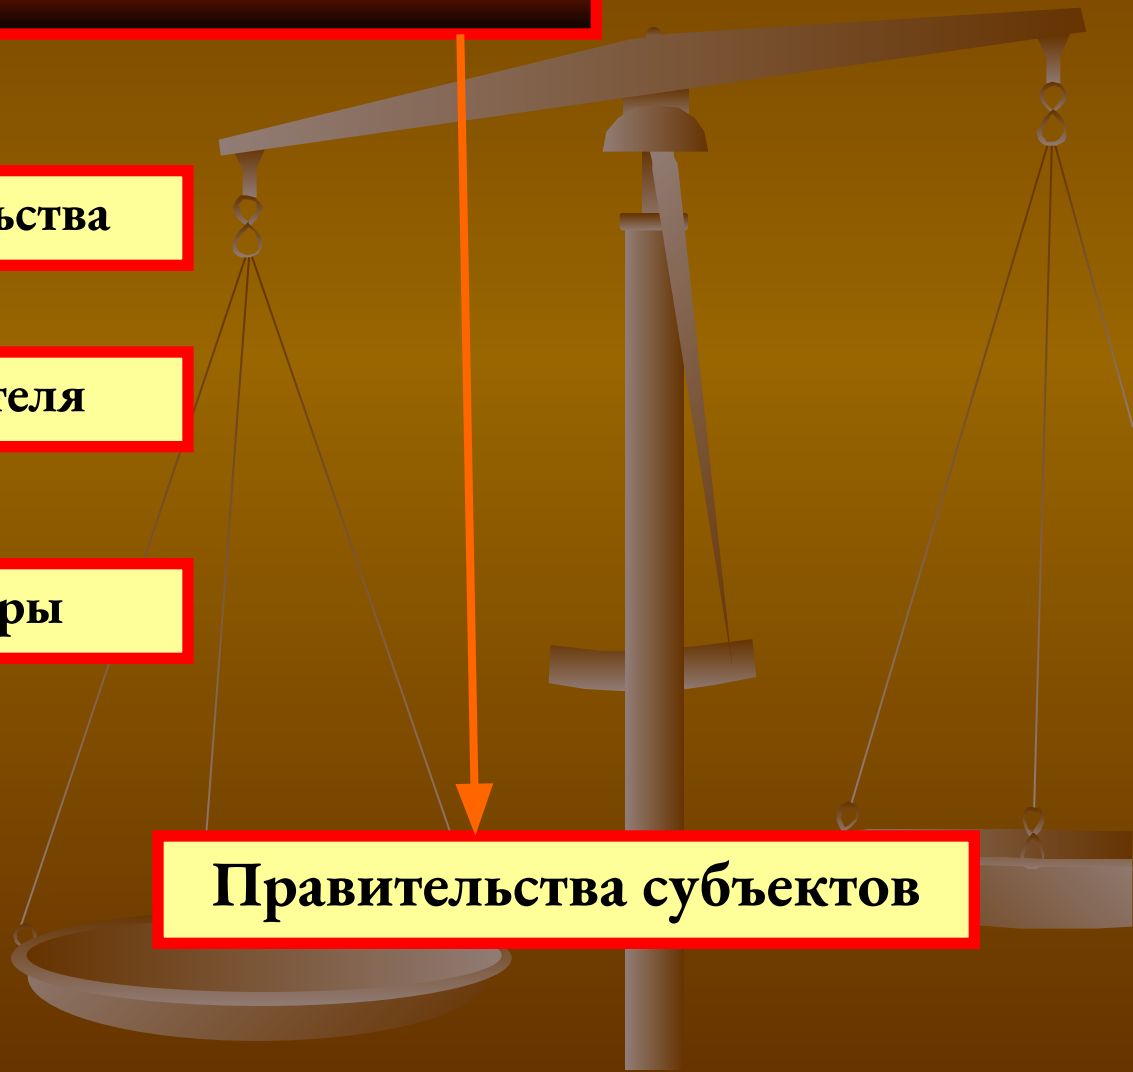 ьства
теля
ры
Правительства субъектов